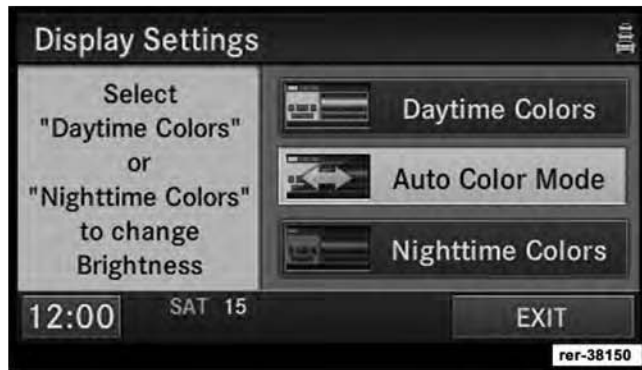 Display Settings
Select
"Daytime Colors"
or
"Nighttime Colors"
to change
Brightness
Daytime Colors
Auto Color Mode
Nighttime Colors
12:00
SAT 15
EXIT
rer-38150